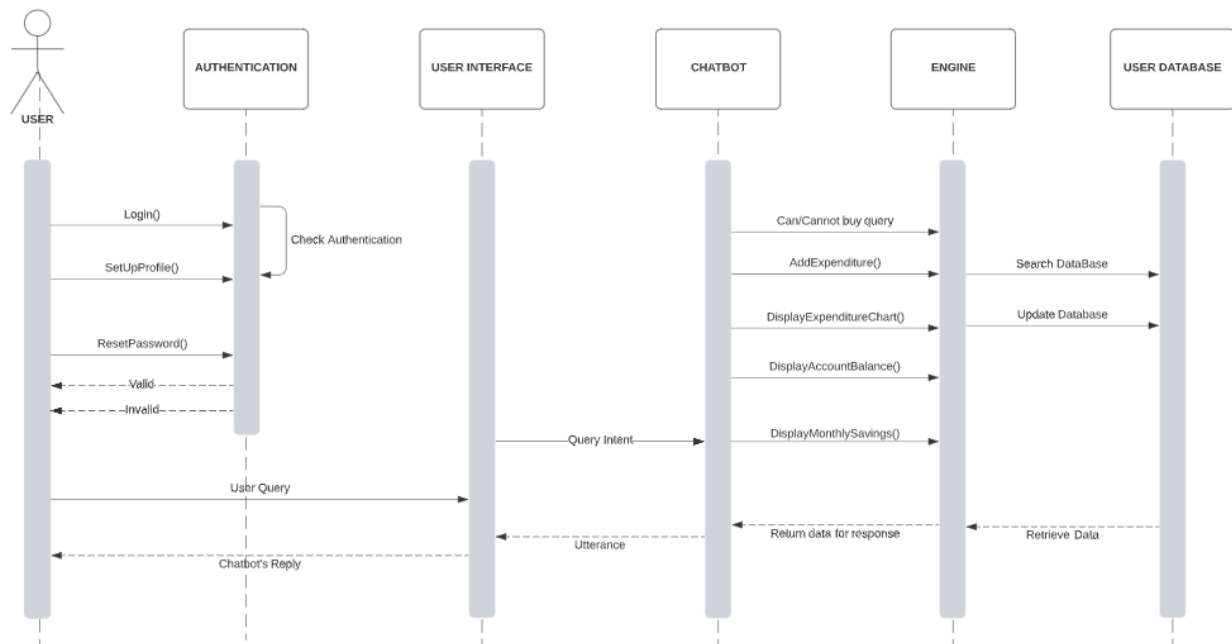 AUTHENTICATION
USER INTERFACE
CHATBOT
ENGINE
USER DATABASE
USER
Login()
Can/Cannot buy query
Check Authentication
SetUpProfile()
AddExpenditure()
Search DataBase
DisplayExpenditureChart()
Update Database
ResetPassword()
DisplayAccountBalance()
Valid
Invalid
Query Intent
DisplayMonthlySavings()
User Query
Return data for response
Retrieve Data
Utterance
Chatbot's Reply